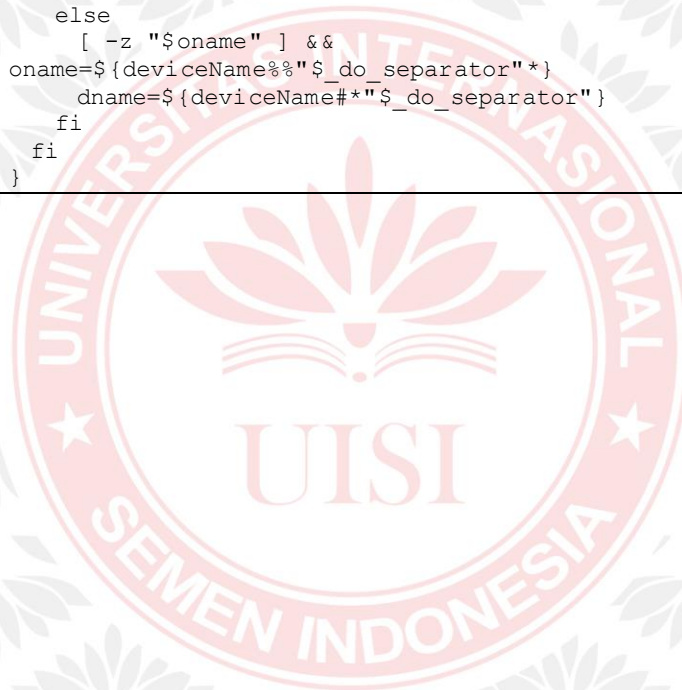 else
[ -z "$oname" ] &&
oname=${deviceName%%"$_do_separator"*}
dname=${deviceName#*"$_do_separator"}
fi
fi
}
UNIVERSITAS INTERNASIONAL
UISI
SEMEN INDONESIA